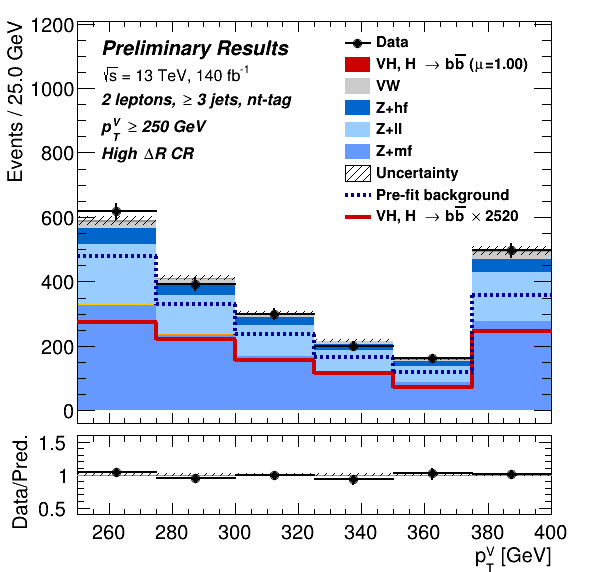 Events / 25.0 GeV
1200
1000
800
600
400
200
0
Preliminary Results
√s = 13 TeV, 140 fb⁻¹
2 leptons, ≥ 3 jets, nt-tag
p_T^V ≥ 250 GeV
High ΔR CR
Data
VH, H → bb̅ (μ=1.00)
VW
Z+hf
Z+ll
Z+mf
Uncertainty
Pre-fit background
VH, H → bb̅ × 2520
Data/Pred.
1.5
1
0.5
260 280 300 320 340 360 380 400
p_T^V [GeV]